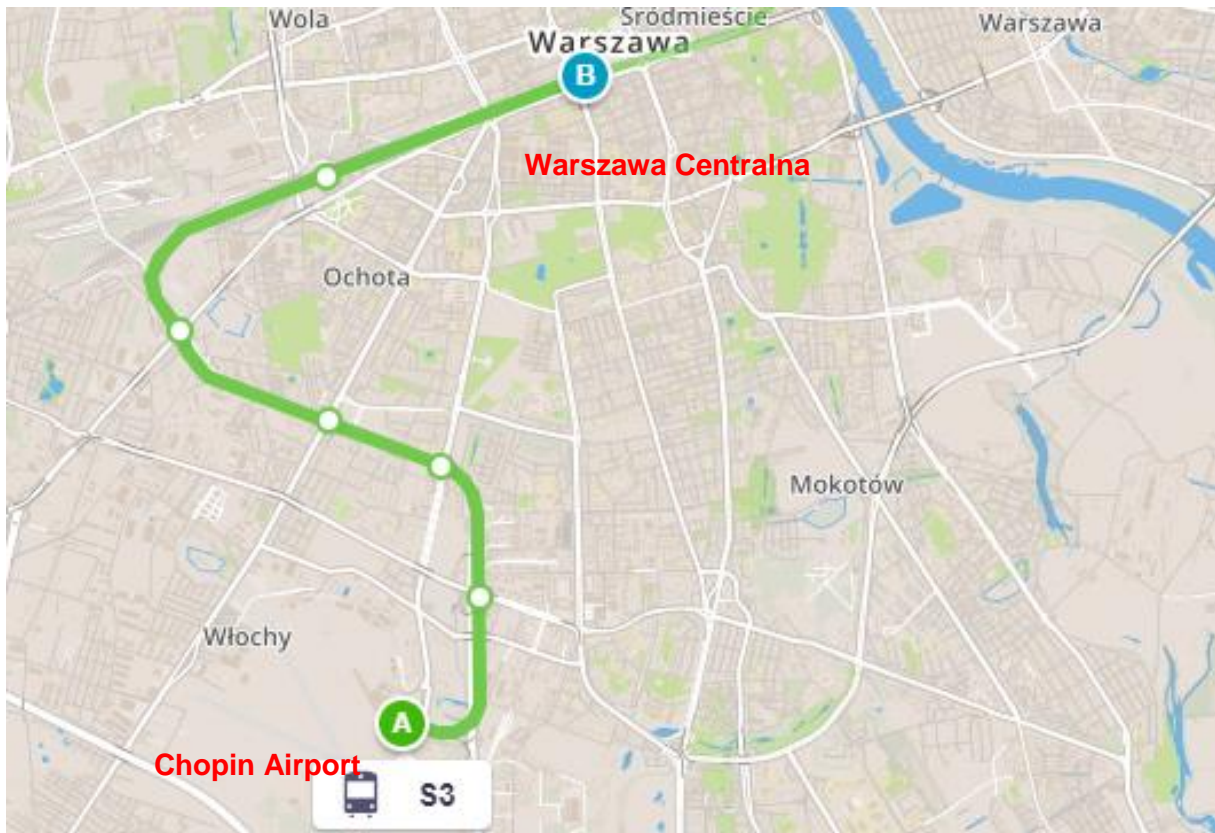 Wola
Śródmieście
Warszawa
Warszawa
B
Warszawa Centralna
Ochota
Mokotów
Włochy
A
Chopin Airport
S3